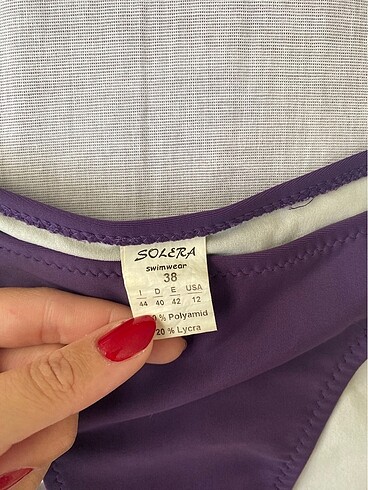 SOLERA
swimwear
38
I D E USA
44 40 42 12
% Polyamid
20 % Lycra